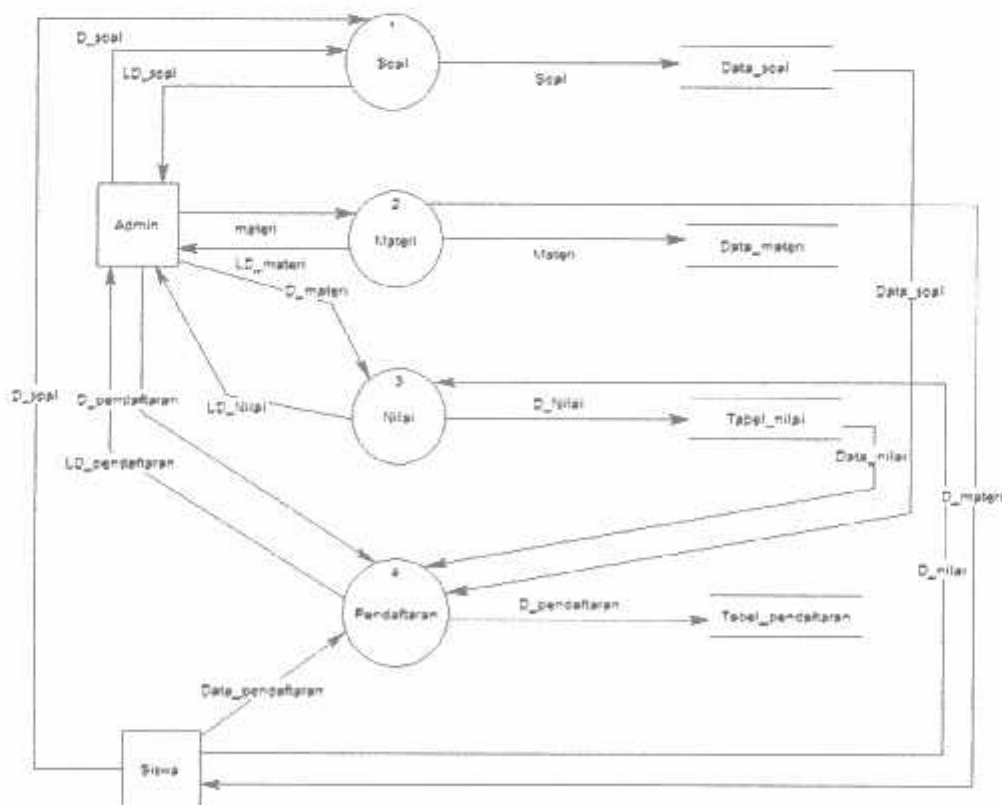 1
Soal
D_soal
LD_soal
Soal
Data_soal
Admin
2
Materi
materi
LD_materi
D_materi
Materi
Data_materi
Data_soal
3
Nilai
D_soal
D_pendaftaran
LD_Nilai
D_Nilai
Tabel_nilai
Data_nilai
LD_pendaftaran
D_materi
D_nilai
4
Pendaftaran
D_pendaftaran
Tabel_pendaftaran
Data_pendaftaran
Siswa